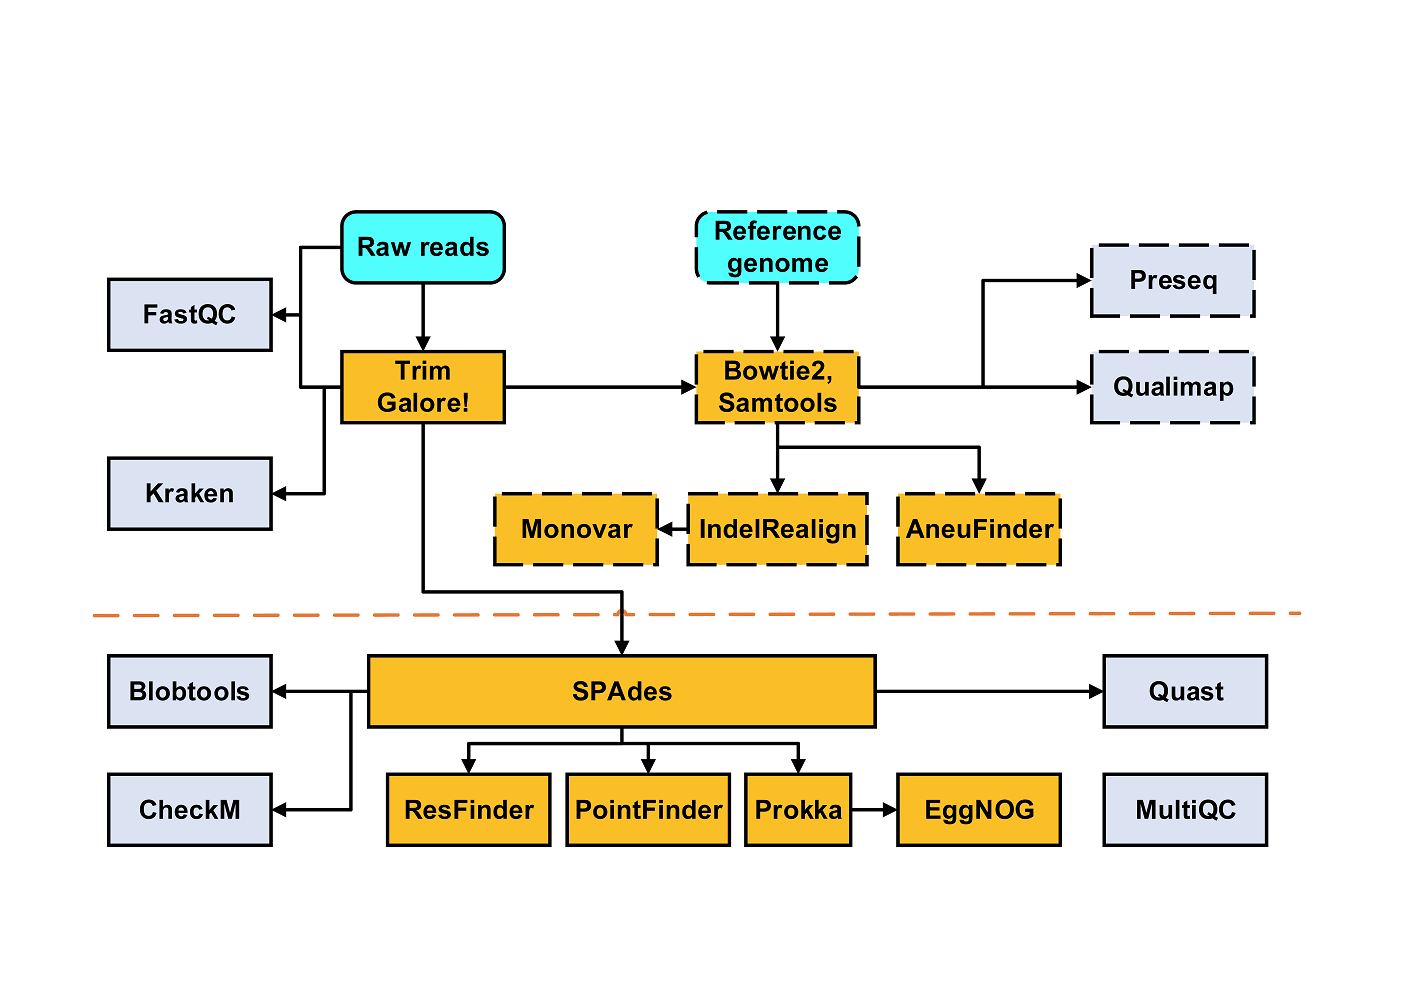 Raw reads
Reference
genome
FastQC
Preseq
Trim
Galore!
Bowtie2,
Samtools
Qualimap
Kraken
Monovar
IndelRealign
AneuFinder
Blobtools
SPAdes
Quast
CheckM
ResFinder
PointFinder
Prokka
EggNOG
MultiQC